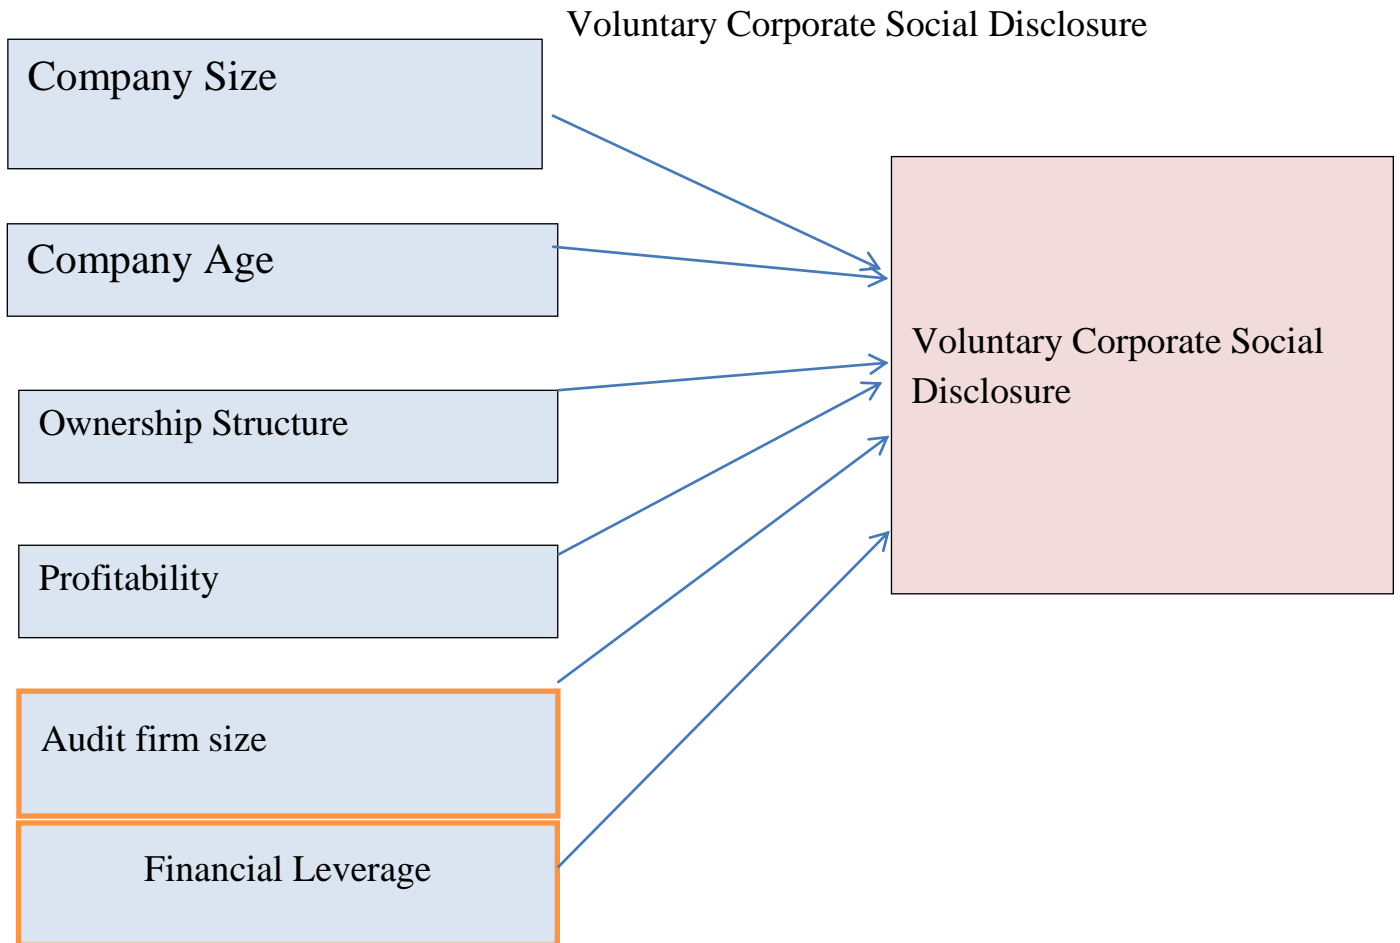 Voluntary Corporate Social Disclosure
Company Size
Company Age
Ownership Structure
Profitability
Audit firm size
Financial Leverage
Voluntary Corporate Social
Disclosure